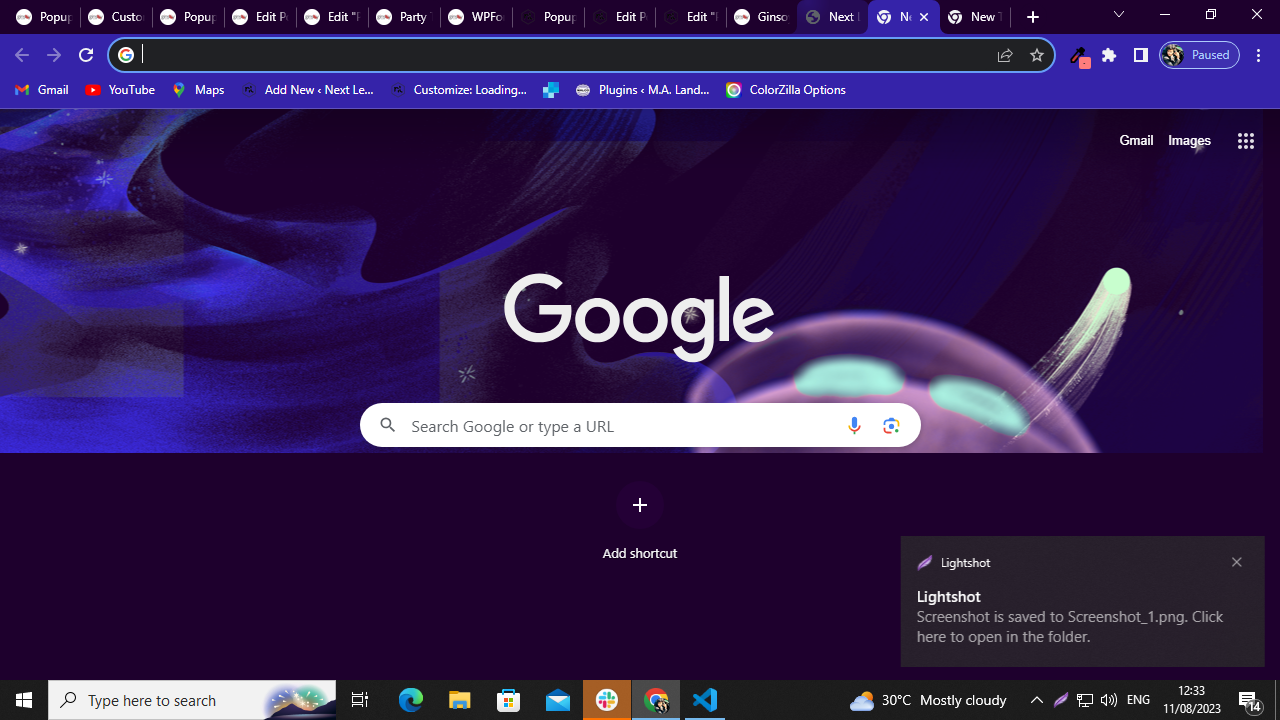 Popup
Custo
Popup
Edit P
Edit "P
Party T
WPFo
Popup
Edit P
Edit "
Ginso
Next L
Ne
New T
Paused
Gmail
YouTube
Maps
Add New ‹ Next Le...
Customize: Loading...
Plugins ‹ M.A. Land...
ColorZilla Options
Gmail
Images
Google
Search Google or type a URL
Add shortcut
Lightshot
Lightshot
Screenshot is saved to Screenshot_1.png. Click
here to open in the folder.
Type here to search
30°C Mostly cloudy
ENG
12:33
11/08/2023
14